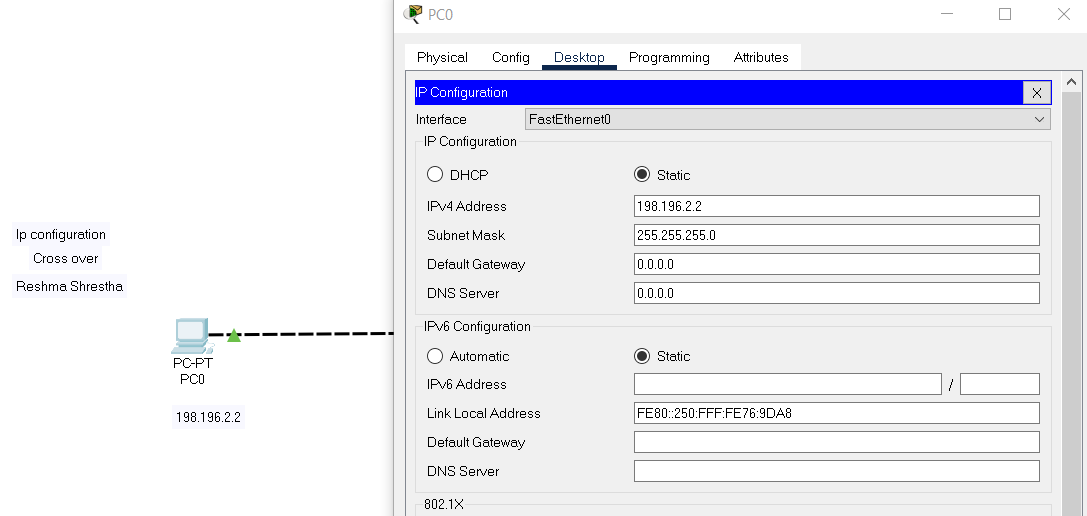 PC0
Physical Config Desktop Programming Attributes
IP Configuration X
Interface FastEthernet0
IP Configuration
DHCP Static
IPv4 Address 198.196.2.2
Subnet Mask 255.255.255.0
Default Gateway 0.0.0.0
DNS Server 0.0.0.0
IPv6 Configuration
Automatic Static
IPv6 Address /
Link Local Address FE80::250:FFF:FE76:9DA8
Default Gateway
DNS Server
802.1X
Ip configuration
Cross over
Reshma Shrestha
PC-PT
PC0
198.196.2.2